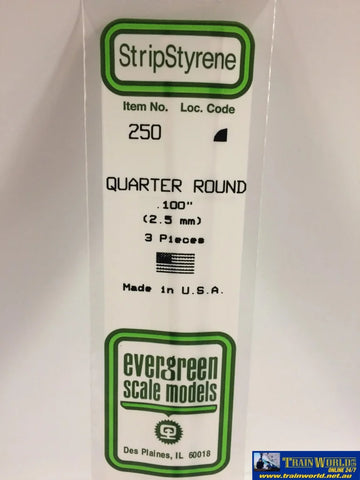 StripStyrene
Item No. Loc. Code
250
QUARTER ROUND
.100"
(2.5 mm)
3 Pieces
Made in U.S.A.
evergreen
scale models
Des Plaines, IL 60018
TRAIN WORLD
ONLINE 24/7
www.trainworld.net.au